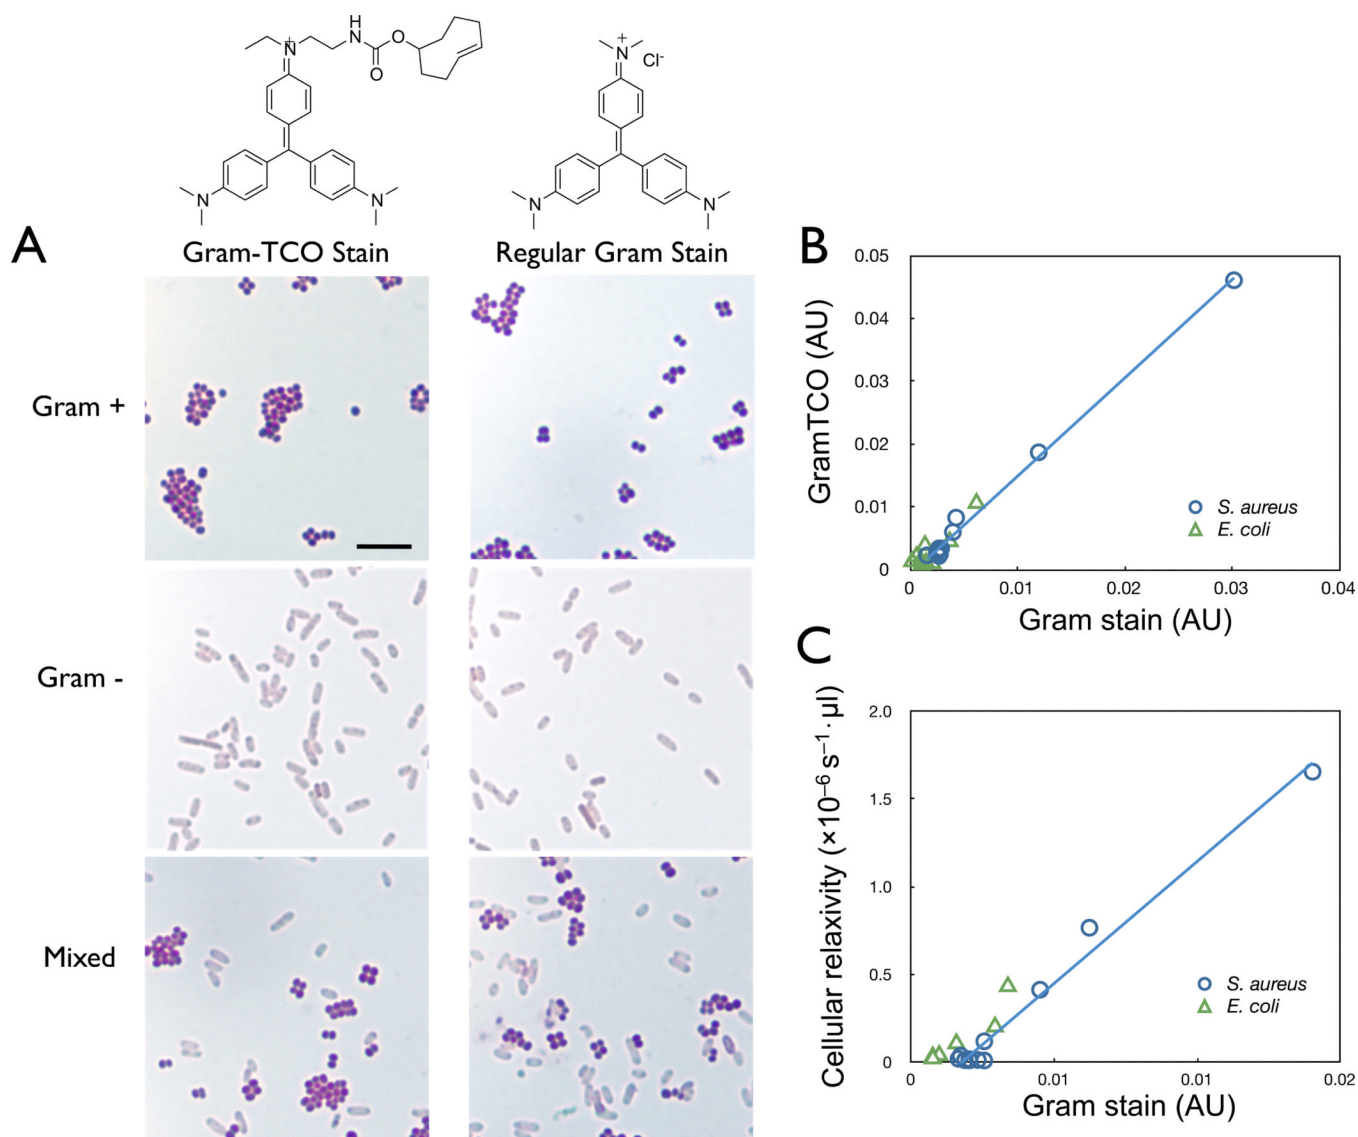 H
N
+
N
O
O
N
N
+
N
Cl-
N
N
A
Gram-TCO Stain
Regular Gram Stain
Gram +
Gram -
Mixed
B
0.05
0.04
0.03
0.02
0.01
0
GramTCO (AU)
S. aureus
E. coli
0
0.01
0.02
0.03
0.04
Gram stain (AU)
C
2.0
1.5
1.0
0.5
0
Cellular relaxivity (×10⁻⁶ s⁻¹·µl)
S. aureus
E. coli
0
0.01
0.01
0.02
Gram stain (AU)